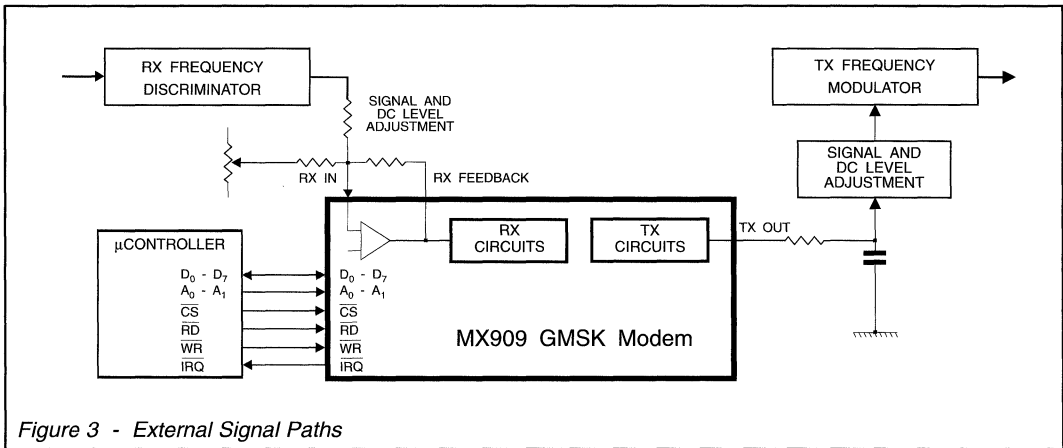 RX FREQUENCY
DISCRIMINATOR
SIGNAL AND
DC LEVEL
ADJUSTMENT
RX IN
RX FEEDBACK
TX FREQUENCY
MODULATOR
SIGNAL AND
DC LEVEL
ADJUSTMENT
RX
CIRCUITS
TX
CIRCUITS
TX OUT
µCONTROLLER
D0 - D7
A0 - A1
CS
RD
WR
IRQ
D0 - D7
A0 - A1
CS
RD
WR
IRQ
MX909 GMSK Modem
Figure 3 - External Signal Paths